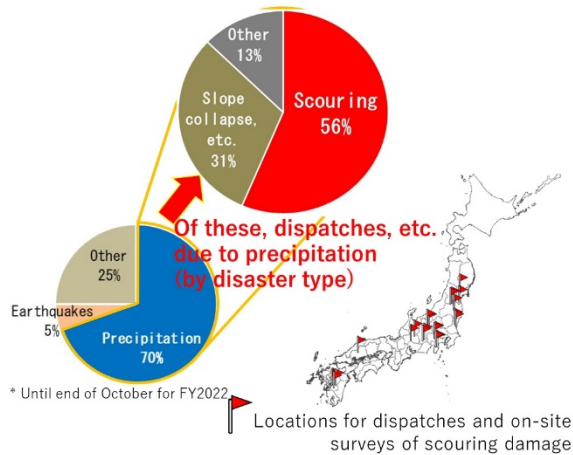 Other
13%
Scouring
56%
Slope
collapse,
etc.
31%
Of these, dispatches, etc.
due to precipitation
(by disaster type)
Other
25%
Earthquakes
5%
Precipitation
70%
* Until end of October for FY2022
Locations for dispatches and on-site
surveys of scouring damage